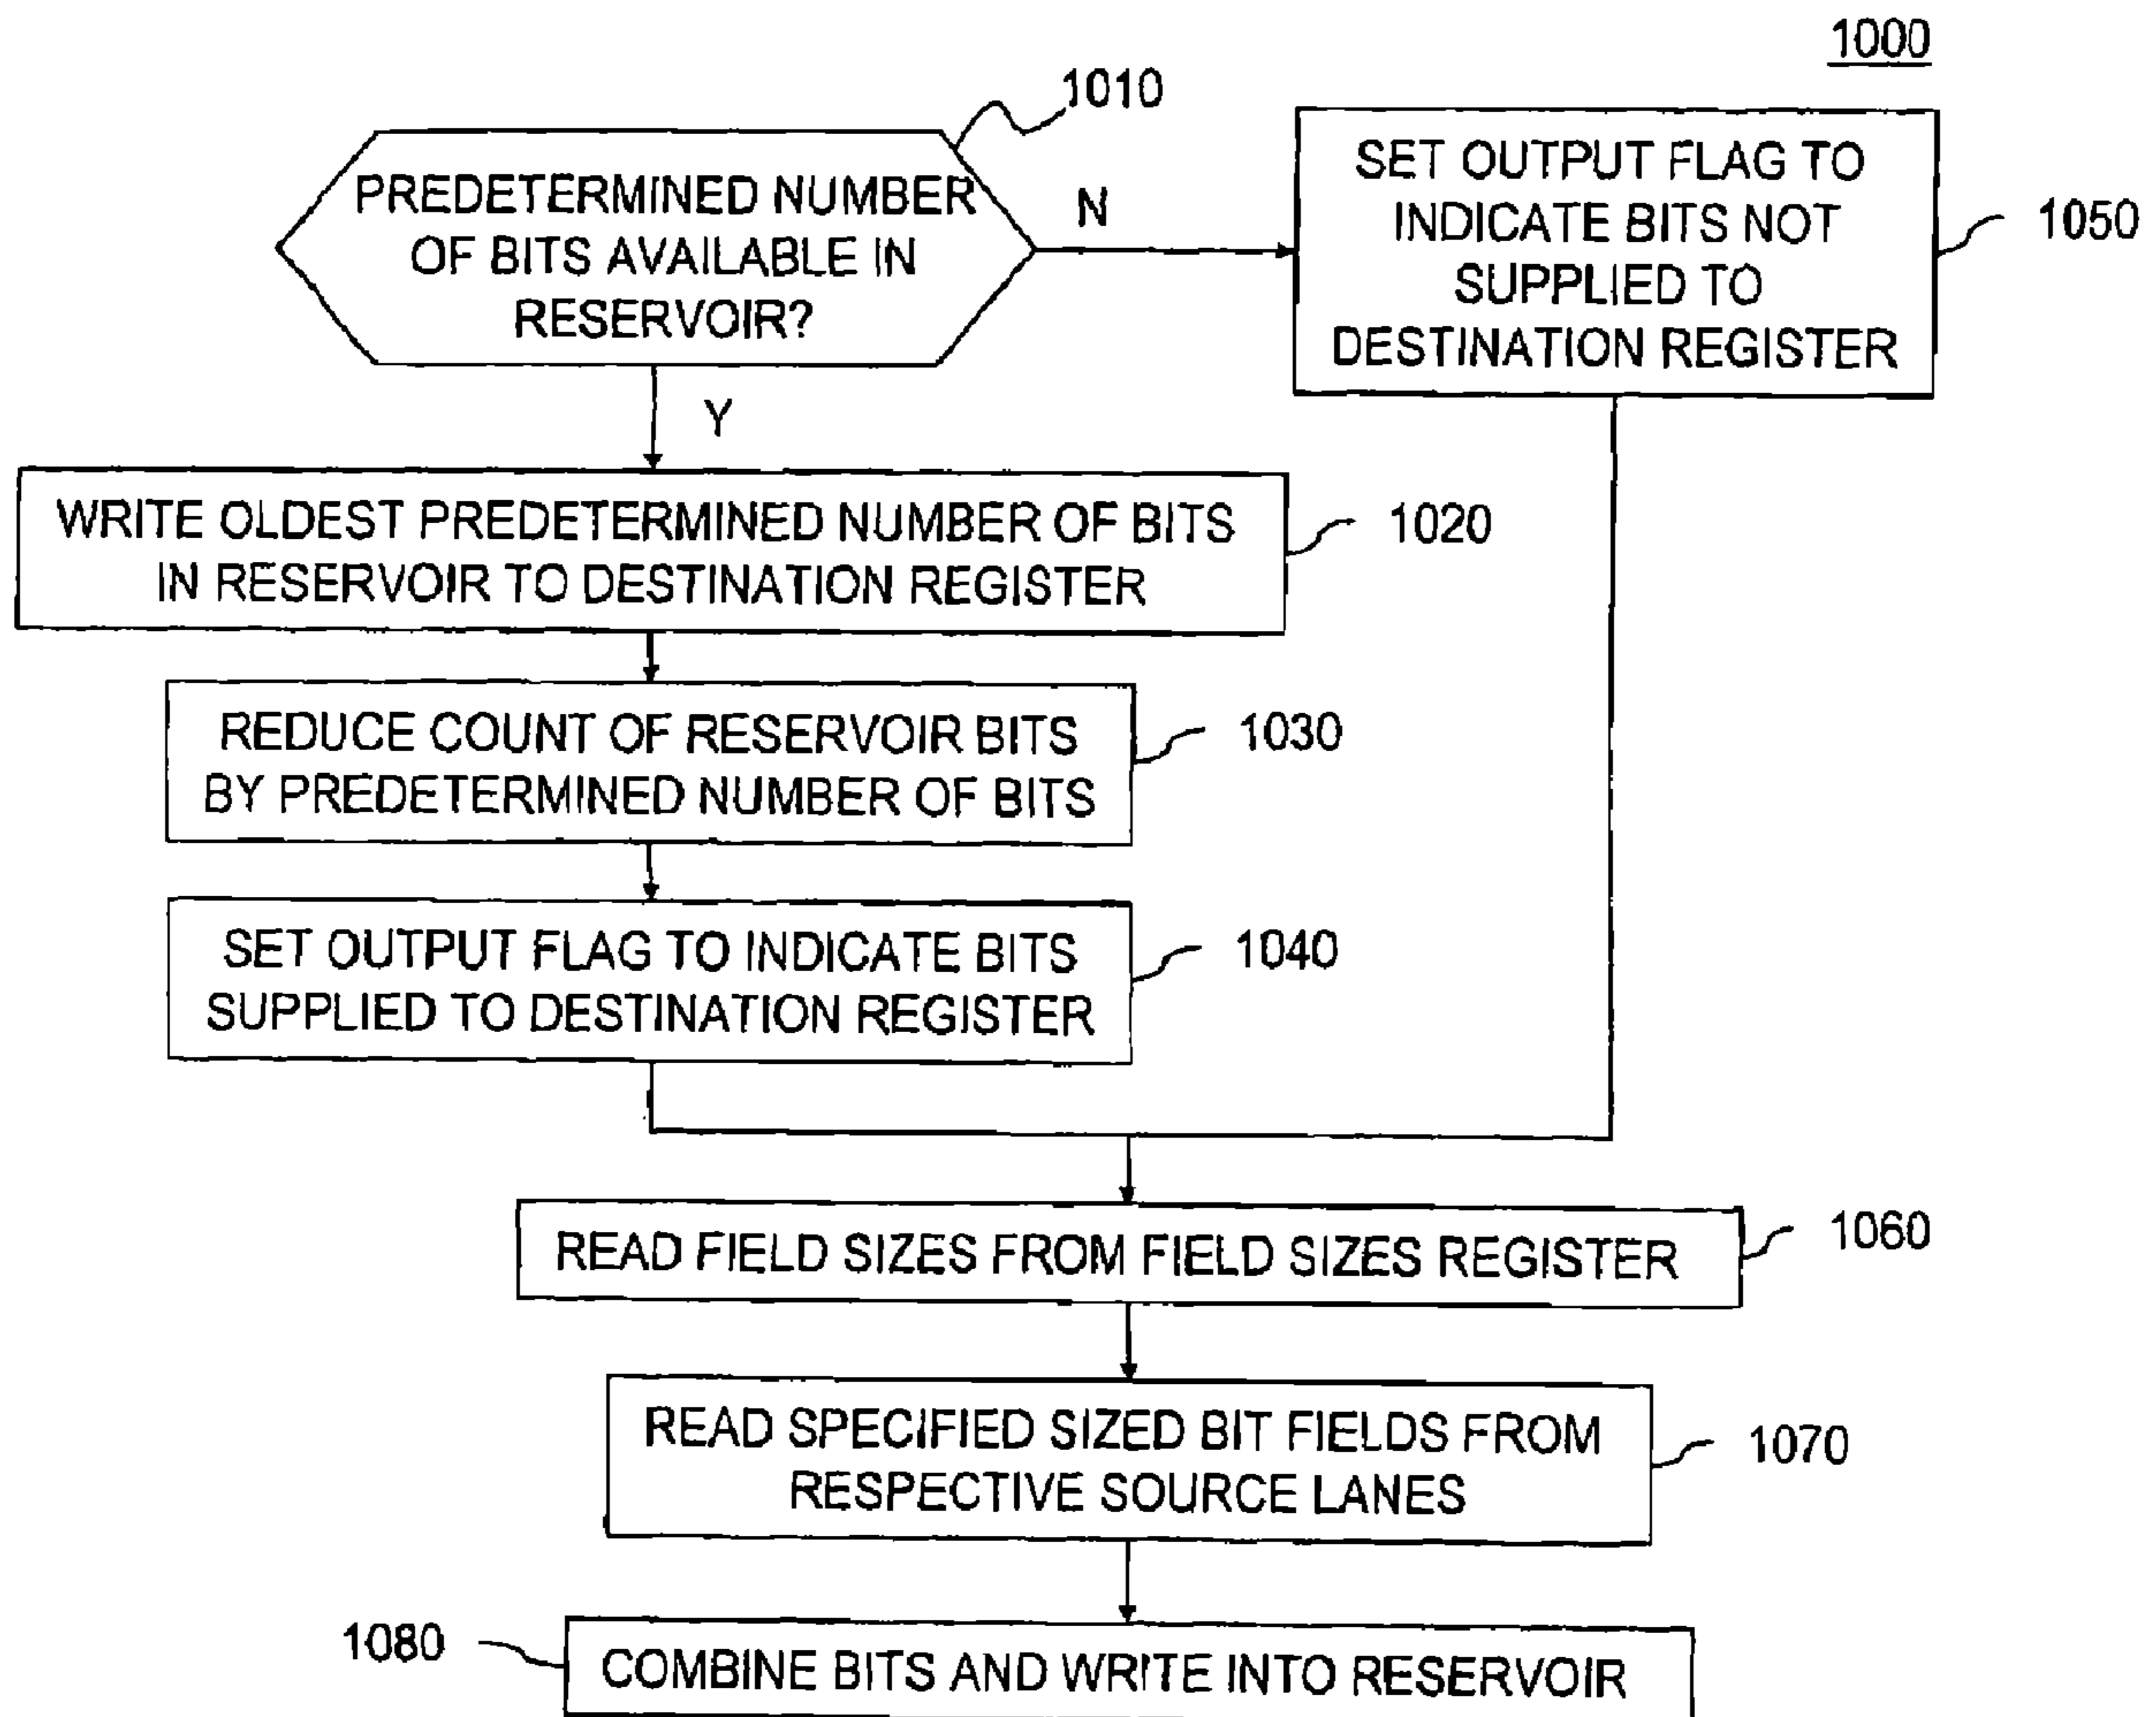 1000
1010
PREDETERMINED NUMBER
OF BITS AVAILABLE IN
RESERVOIR?
N
SET OUTPUT FLAG TO
INDICATE BITS NOT
SUPPLIED TO
DESTINATION REGISTER
1050
Y
WRITE OLDEST PREDETERMINED NUMBER OF BITS
IN RESERVOIR TO DESTINATION REGISTER
1020
REDUCE COUNT OF RESERVOIR BITS
BY PREDETERMINED NUMBER OF BITS
1030
SET OUTPUT FLAG TO INDICATE BITS
SUPPLIED TO DESTINATION REGISTER
1040
READ FIELD SIZES FROM FIELD SIZES REGISTER
1060
READ SPECIFIED SIZED BIT FIELDS FROM
RESPECTIVE SOURCE LANES
1070
1080
COMBINE BITS AND WRITE INTO RESERVOIR